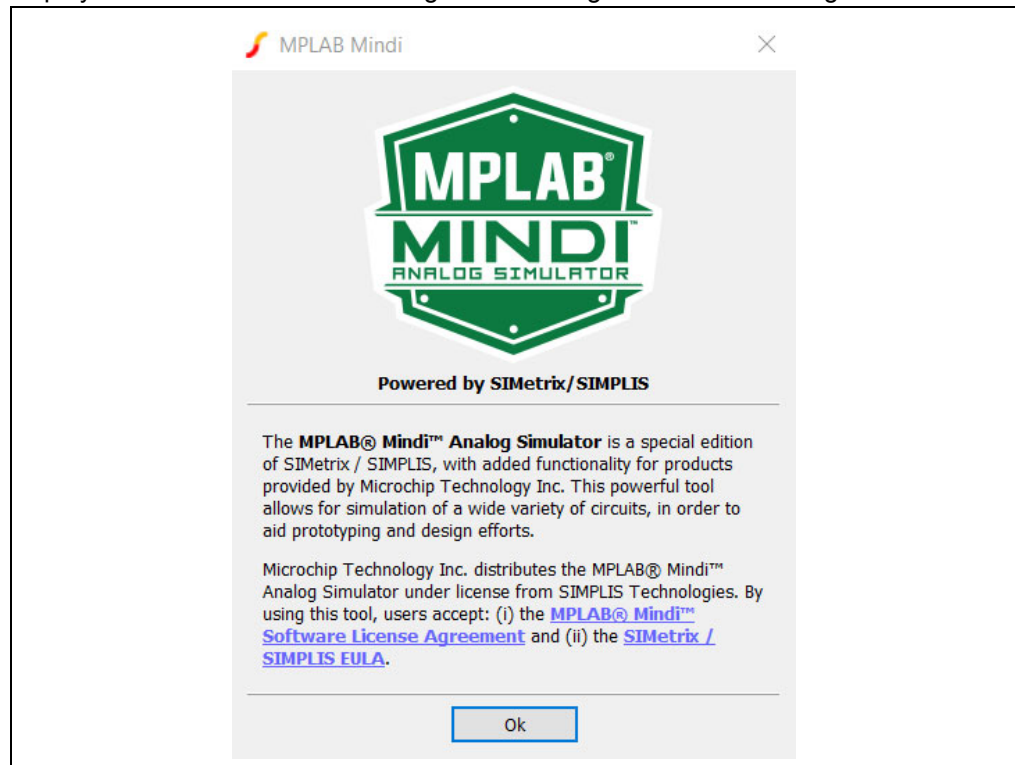 MPLAB Mindi
MPLAB®
MINDI™
ANALOG SIMULATOR
Powered by SIMetrix/SIMPLIS
The MPLAB® Mindi™ Analog Simulator is a special edition
of SIMetrix / SIMPLIS, with added functionality for products
provided by Microchip Technology Inc. This powerful tool
allows for simulation of a wide variety of circuits, in order to
aid prototyping and design efforts.
Microchip Technology Inc. distributes the MPLAB® Mindi™
Analog Simulator under license from SIMPLIS Technologies. By
using this tool, users accept: (i) the MPLAB® Mindi™
Software License Agreement and (ii) the SIMetrix /
SIMPLIS EULA.
Ok